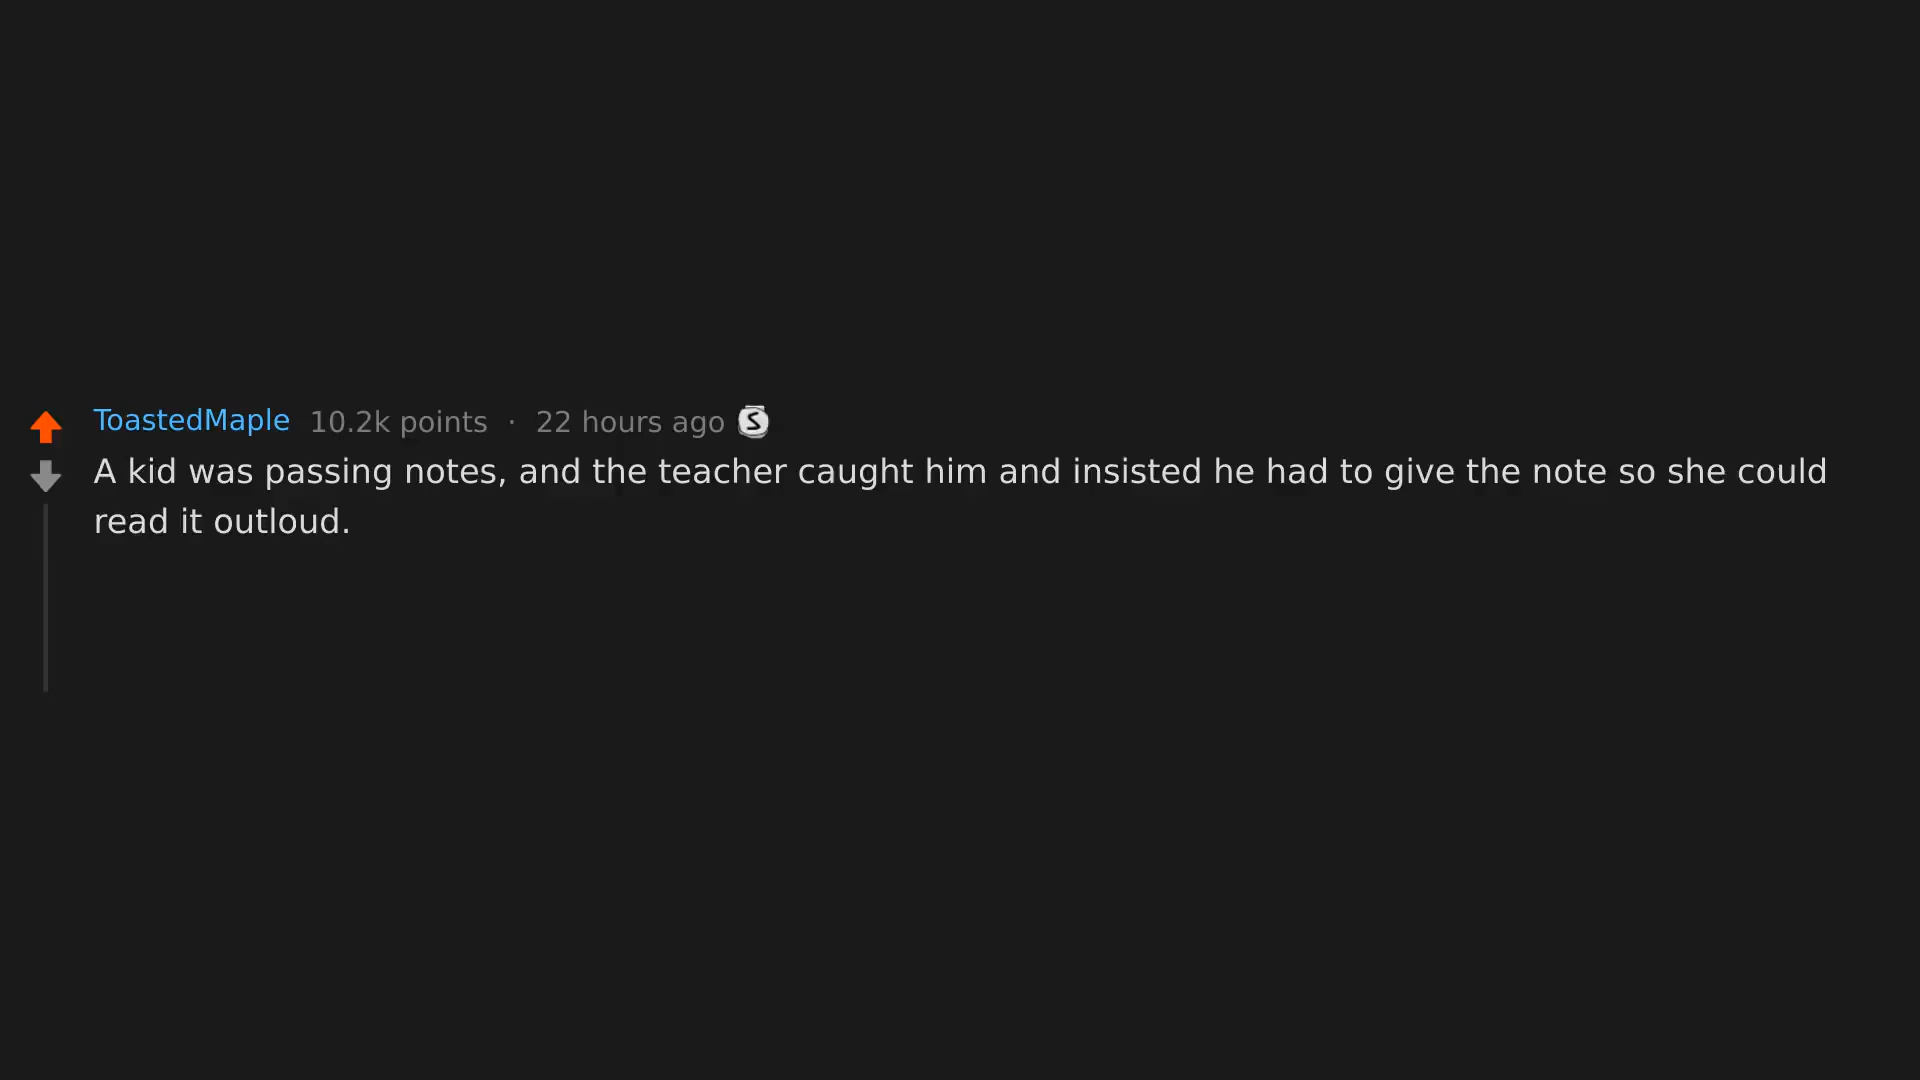 ToastedMaple 10.2k points · 22 hours ago S
A kid was passing notes, and the teacher caught him and insisted he had to give the note so she could
read it outloud.